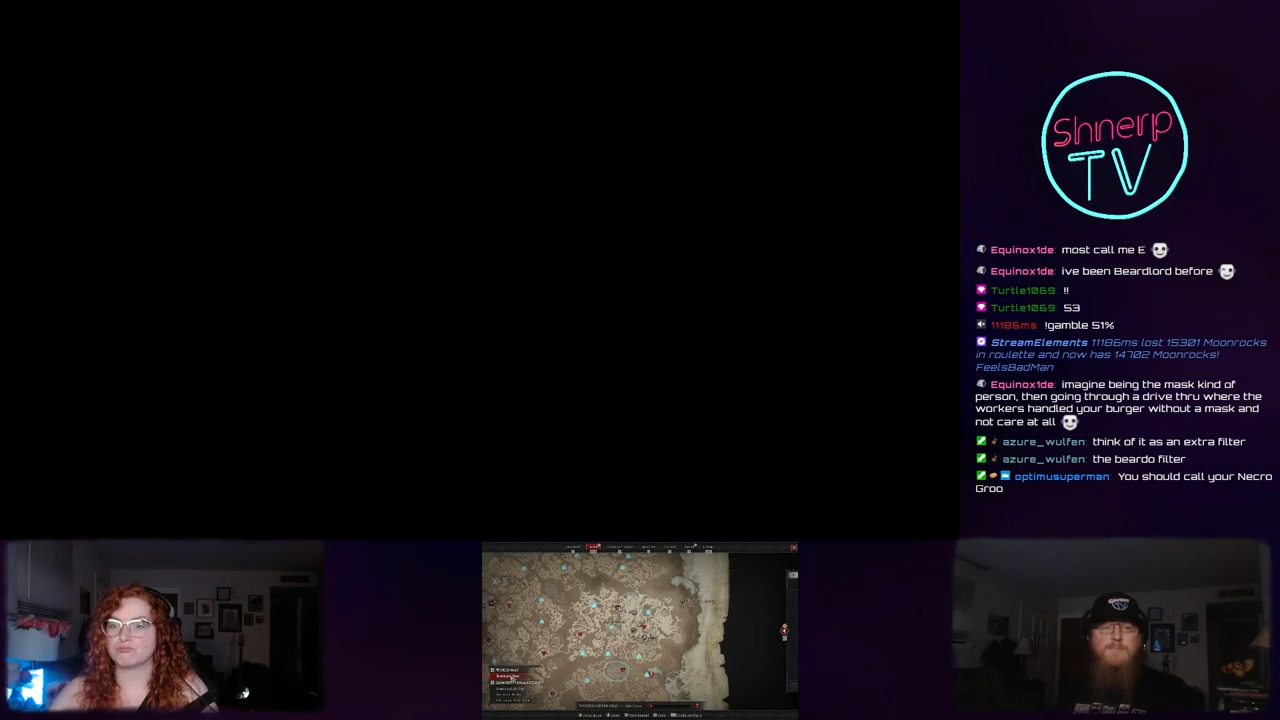 Shnerp
TV
Equinox1de: most call me E
Equinox1de: ive been Beardlord before
Turtle1069: !!
Turtle1069: 53
11186ms: !gamble 51%
StreamElements 11186ms lost 15301 Moonrocks
in roulette and now has 14702 Moonrocks!
FeelsBadMan
Equinox1de: imagine being the mask kind of
person, then going through a drive thru where the
workers handled your burger without a mask and
not care at all
azure_wulfen: think of it as an extra filter
azure_wulfen: the beardo filter
optimusuperman: You should call your Necro
Groo
WORLD MAP